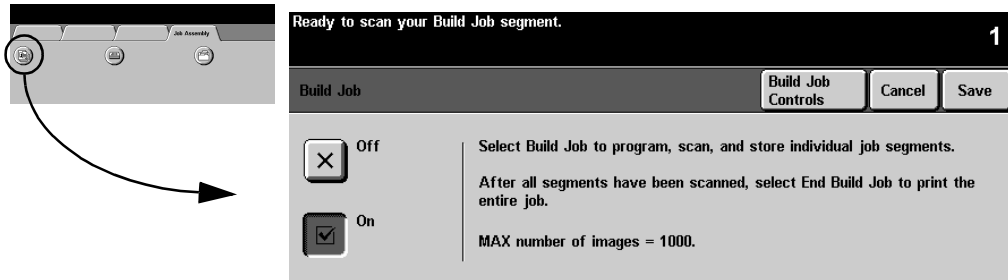 Job Assembly
Ready to scan your Build Job segment.
1
Build Job
Build Job
Controls
Cancel
Save
Off
Select Build Job to program, scan, and store individual job segments.
After all segments have been scanned, select End Build Job to print the
entire job.
On
MAX number of images = 1000.